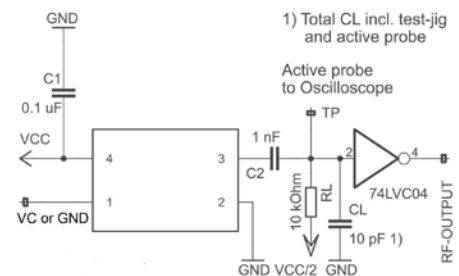 GND
1) Total CL incl. test-jig
and active probe
C1
0.1 uF
Active probe
to Oscilloscope
TP
VCC
4
3
1 nF
C2
2
4
74LVC04
10 kOhm
RL
CL
10 pF 1)
RF-OUTPUT
1
2
VC or GND
GND
VCC/2
GND